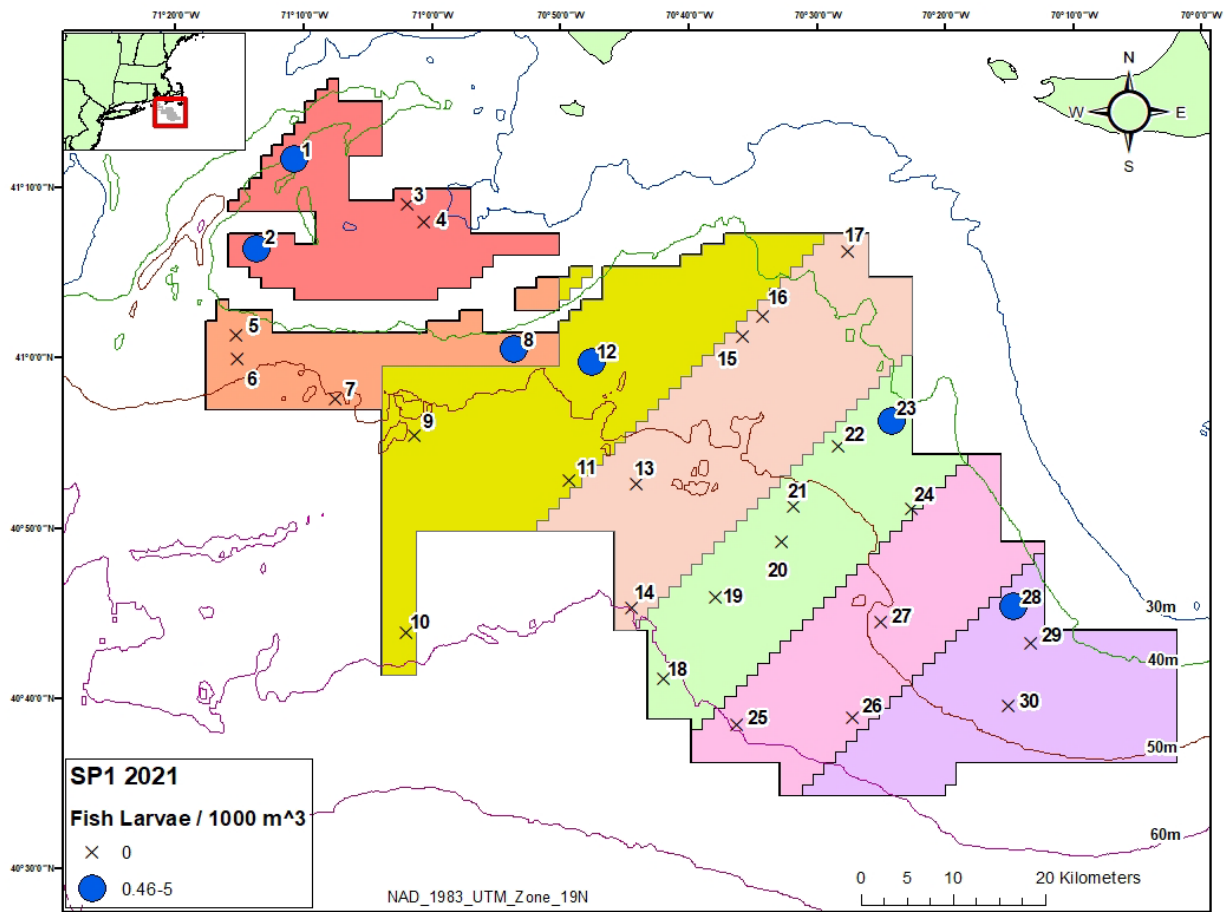 71°20'0"W 71°10'0"W 71°0'0"W 70°50'0"W 70°40'0"W 70°30'0"W 70°20'0"W 70°10'0"W 70°0'0"W
N
W E
S
1
41°10'0"N
3
4
2
17
16
5
8
41°0'0"N
12
15
6
7
23
9
22
11
13
21
24
40°50'0"N
20
14
19
28
30m
27
10
29
40m
18
40°40'0"N
25
26
30
50m
SP1 2021
60m
Fish Larvae / 1000 m^3
0
0.46-5
40°30'0"N
NAD_1983_UTM_Zone_19N
0 5 10 20 Kilometers